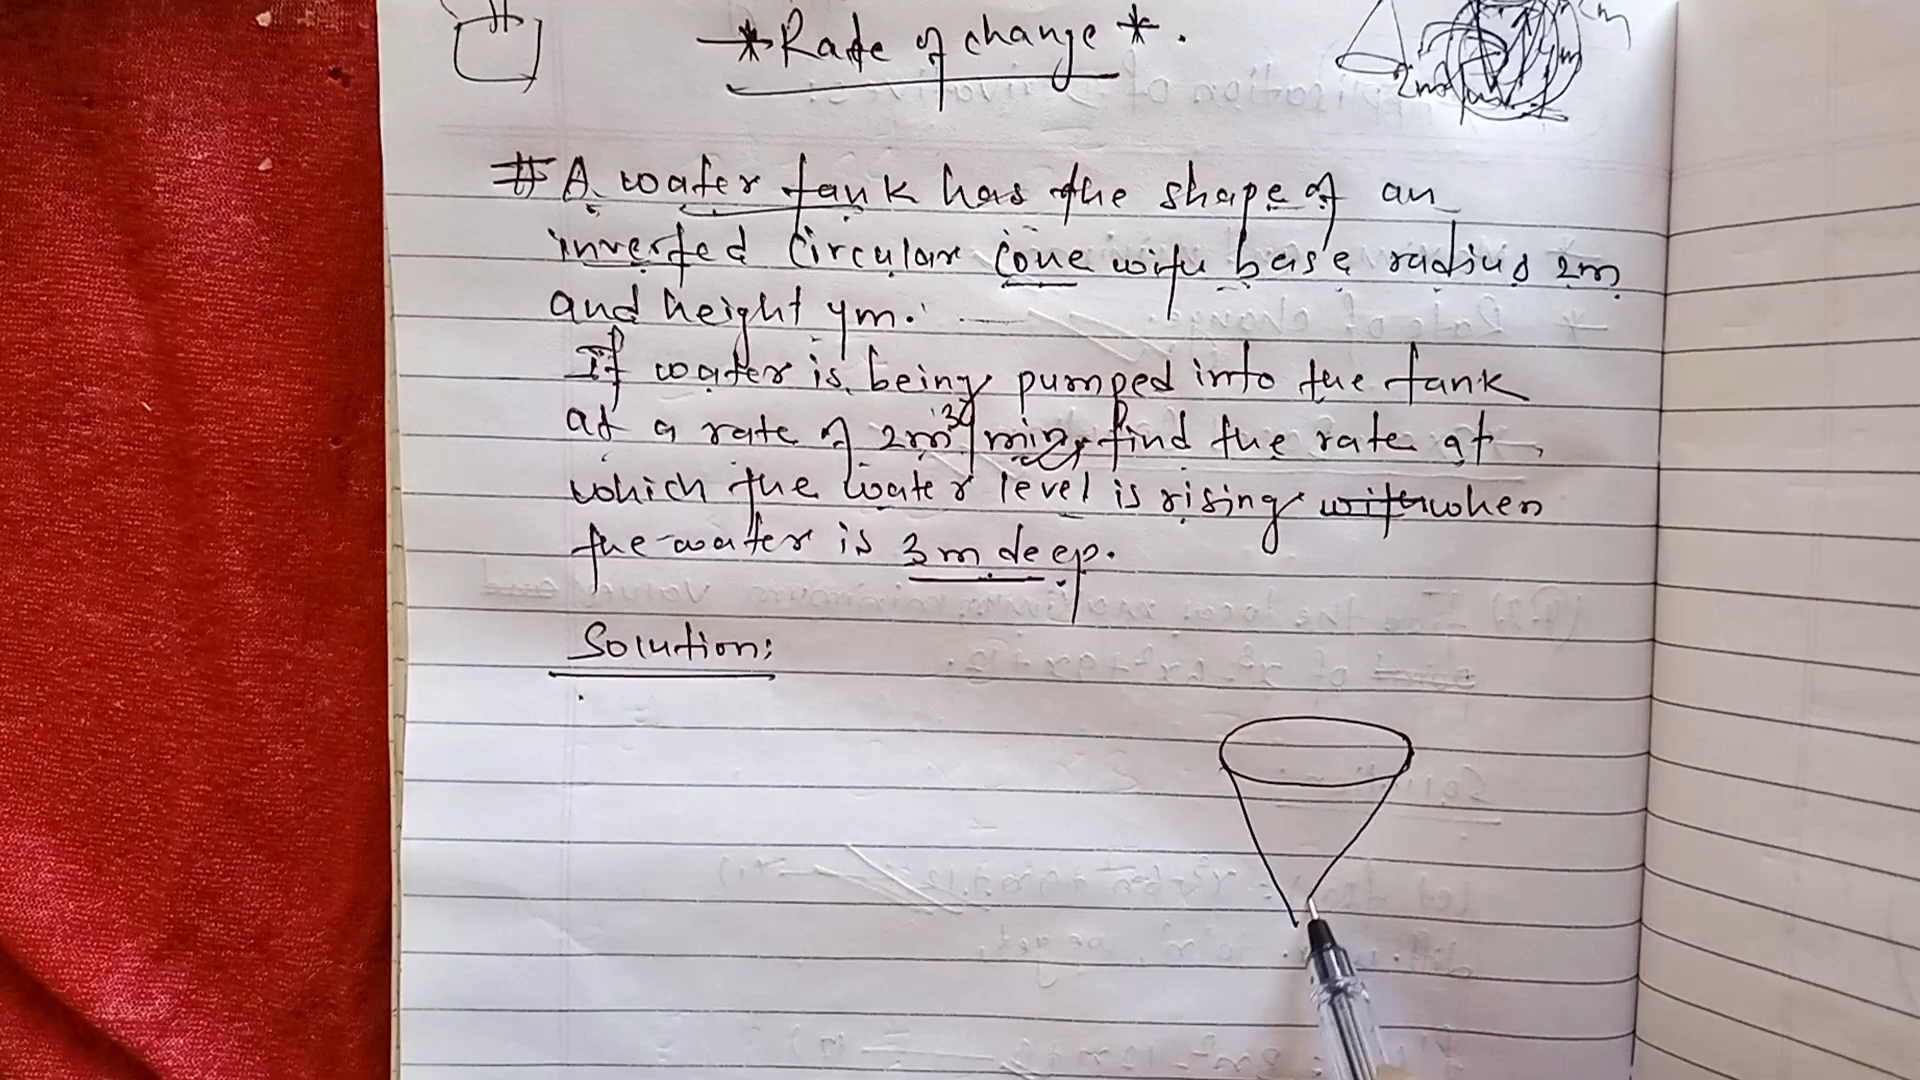 * Rate of change *.
# A water tank has the shape of an
inverted circular cone with base radius 2m
and height 4m.
If water is being pumped into the tank
at a rate of 2m³/min, find the rate at
which the water level is rising when
the water is 3m deep.
Solution: